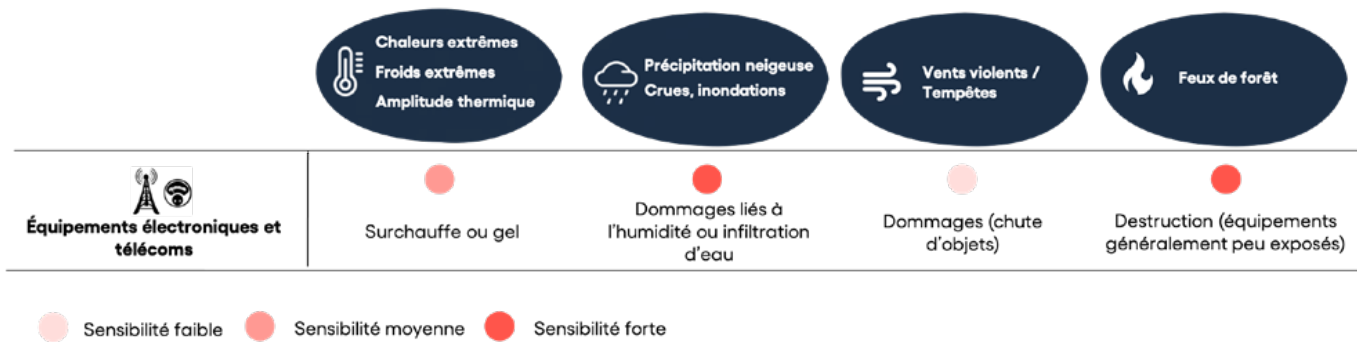 Chaleurs extrêmes
Froids extrêmes
Amplitude thermique
Précipitation neigeuse
Crues, inondations
Vents violents /
Tempêtes
Feux de forêt
Équipements électroniques et
télécoms
Surchauffe ou gel
Dommages liés à
l'humidité ou infiltration
d'eau
Dommages (chute
d'objets)
Destruction (équipements
généralement peu exposés)
Sensibilité faible
Sensibilité moyenne
Sensibilité forte